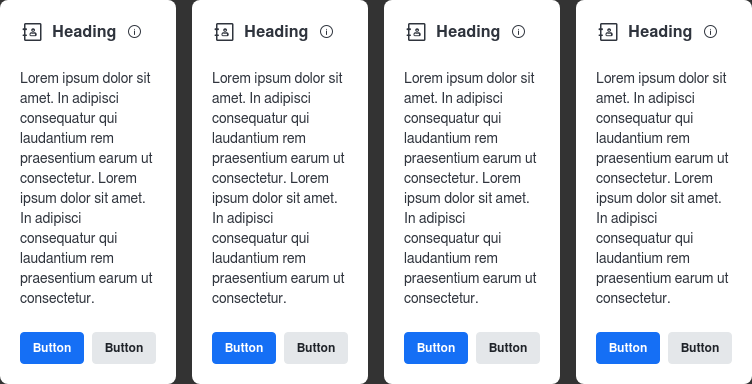 Heading
Lorem ipsum dolor sit
amet. In adipisci
consequatur qui
laudantium rem
praesentium earum ut
consectetur. Lorem
ipsum dolor sit amet.
In adipisci
consequatur qui
laudantium rem
praesentium earum ut
consectetur.
Button Button
Heading
Lorem ipsum dolor sit
amet. In adipisci
consequatur qui
laudantium rem
praesentium earum ut
consectetur. Lorem
ipsum dolor sit amet.
In adipisci
consequatur qui
laudantium rem
praesentium earum ut
consectetur.
Button Button
Heading
Lorem ipsum dolor sit
amet. In adipisci
consequatur qui
laudantium rem
praesentium earum ut
consectetur. Lorem
ipsum dolor sit amet.
In adipisci
consequatur qui
laudantium rem
praesentium earum ut
consectetur.
Button Button
Heading
Lorem ipsum dolor sit
amet. In adipisci
consequatur qui
laudantium rem
praesentium earum ut
consectetur. Lorem
ipsum dolor sit amet.
In adipisci
consequatur qui
laudantium rem
praesentium earum ut
consectetur.
Button Button